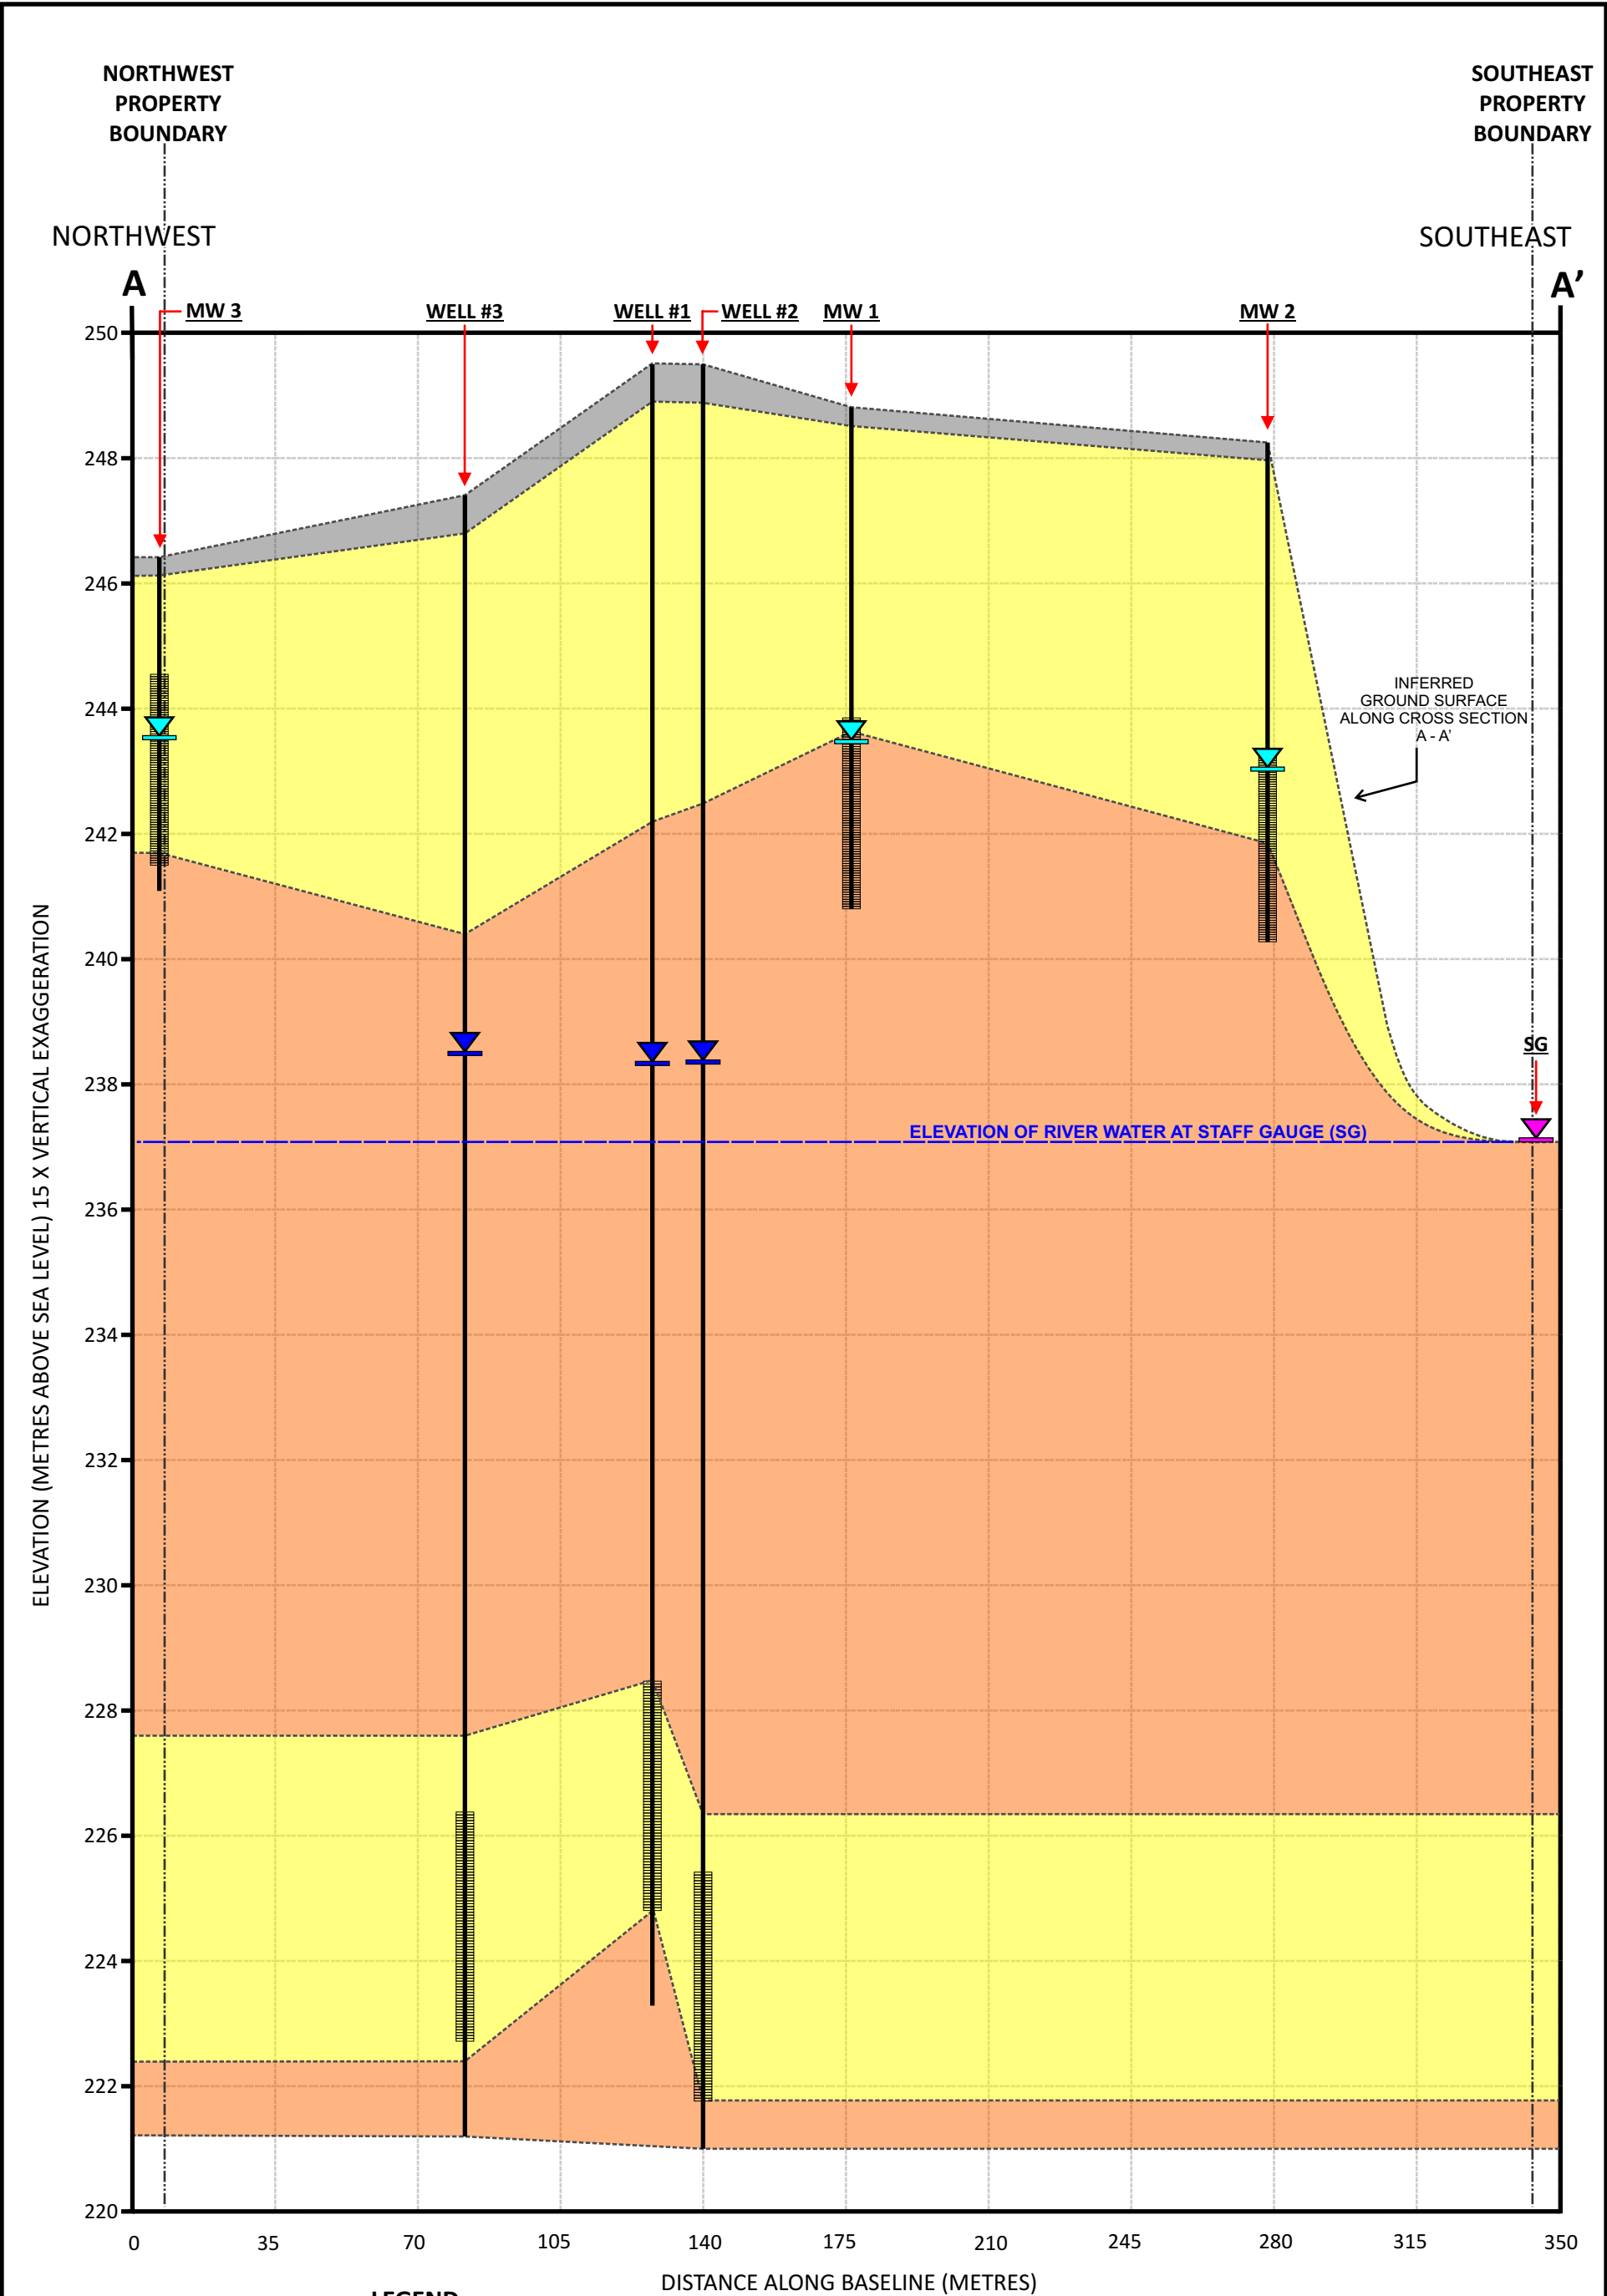 NORTHWEST
PROPERTY
BOUNDARY
SOUTHEAST
PROPERTY
BOUNDARY
NORTHWEST
SOUTHEAST
A
A’
MW 3
WELL #3
WELL #1
WELL #2
MW 1
MW 2
250
248
246
244
242
240
238
236
234
232
230
228
226
224
222
220
INFERRED
GROUND SURFACE
ALONG CROSS SECTION
A - A'
SG
ELEVATION OF RIVER WATER AT STAFF GAUGE (SG)
ELEVATION (METRES ABOVE SEA LEVEL) 15 X VERTICAL EXAGGERATION
0
35
70
105
140
175
210
245
280
315
350
DISTANCE ALONG BASELINE (METRES)
LEGEND